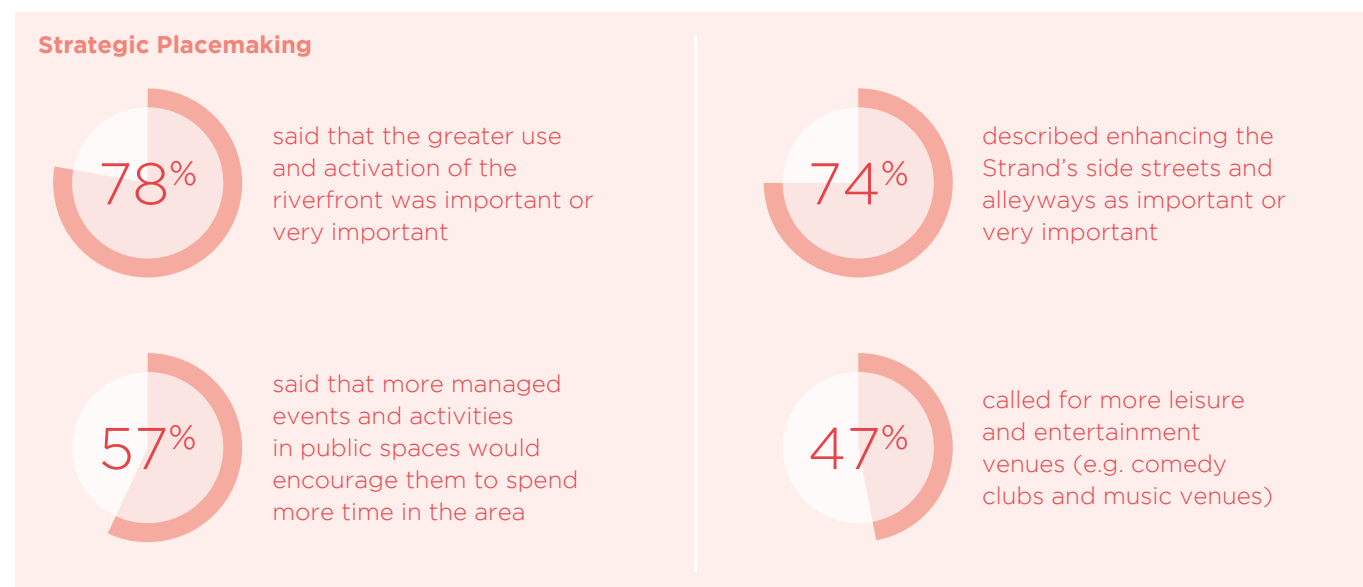 Strategic Placemaking
78%
said that the greater use
and activation of the
riverfront was important or
very important
74%
described enhancing the
Strand’s side streets and
alleyways as important or
very important
57%
said that more managed
events and activities
in public spaces would
encourage them to spend
more time in the area
47%
called for more leisure
and entertainment
venues (e.g. comedy
clubs and music venues)